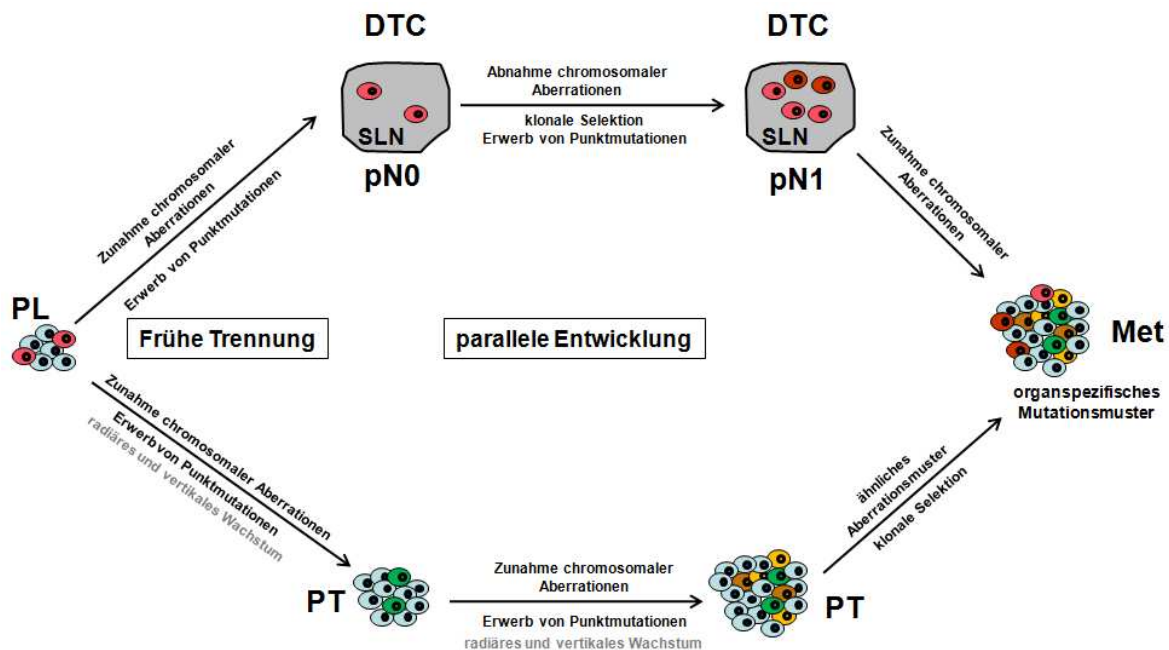 DTC
SLN
pN0
Abnahme chromosomaler
Aberrationen
klonale Selektion
Erwerb von Punktmutationen
DTC
SLN
pN1
Zunahme chromosomaler
Aberrationen
Erwerb von Punktmutationen
Zunahme chromosomaler
Aberrationen
PL
Frühe Trennung
parallele Entwicklung
Met
organspezifisches
Mutationsmuster
Zunahme chromosomaler Aberrationen
Erwerb von Punktmutationen
radiäres und vertikales Wachstum
PT
Zunahme chromosomaler
Aberrationen
Erwerb von Punktmutationen
radiäres und vertikales Wachstum
PT
ähnliches
Aberrationsmuster
klonale Selektion